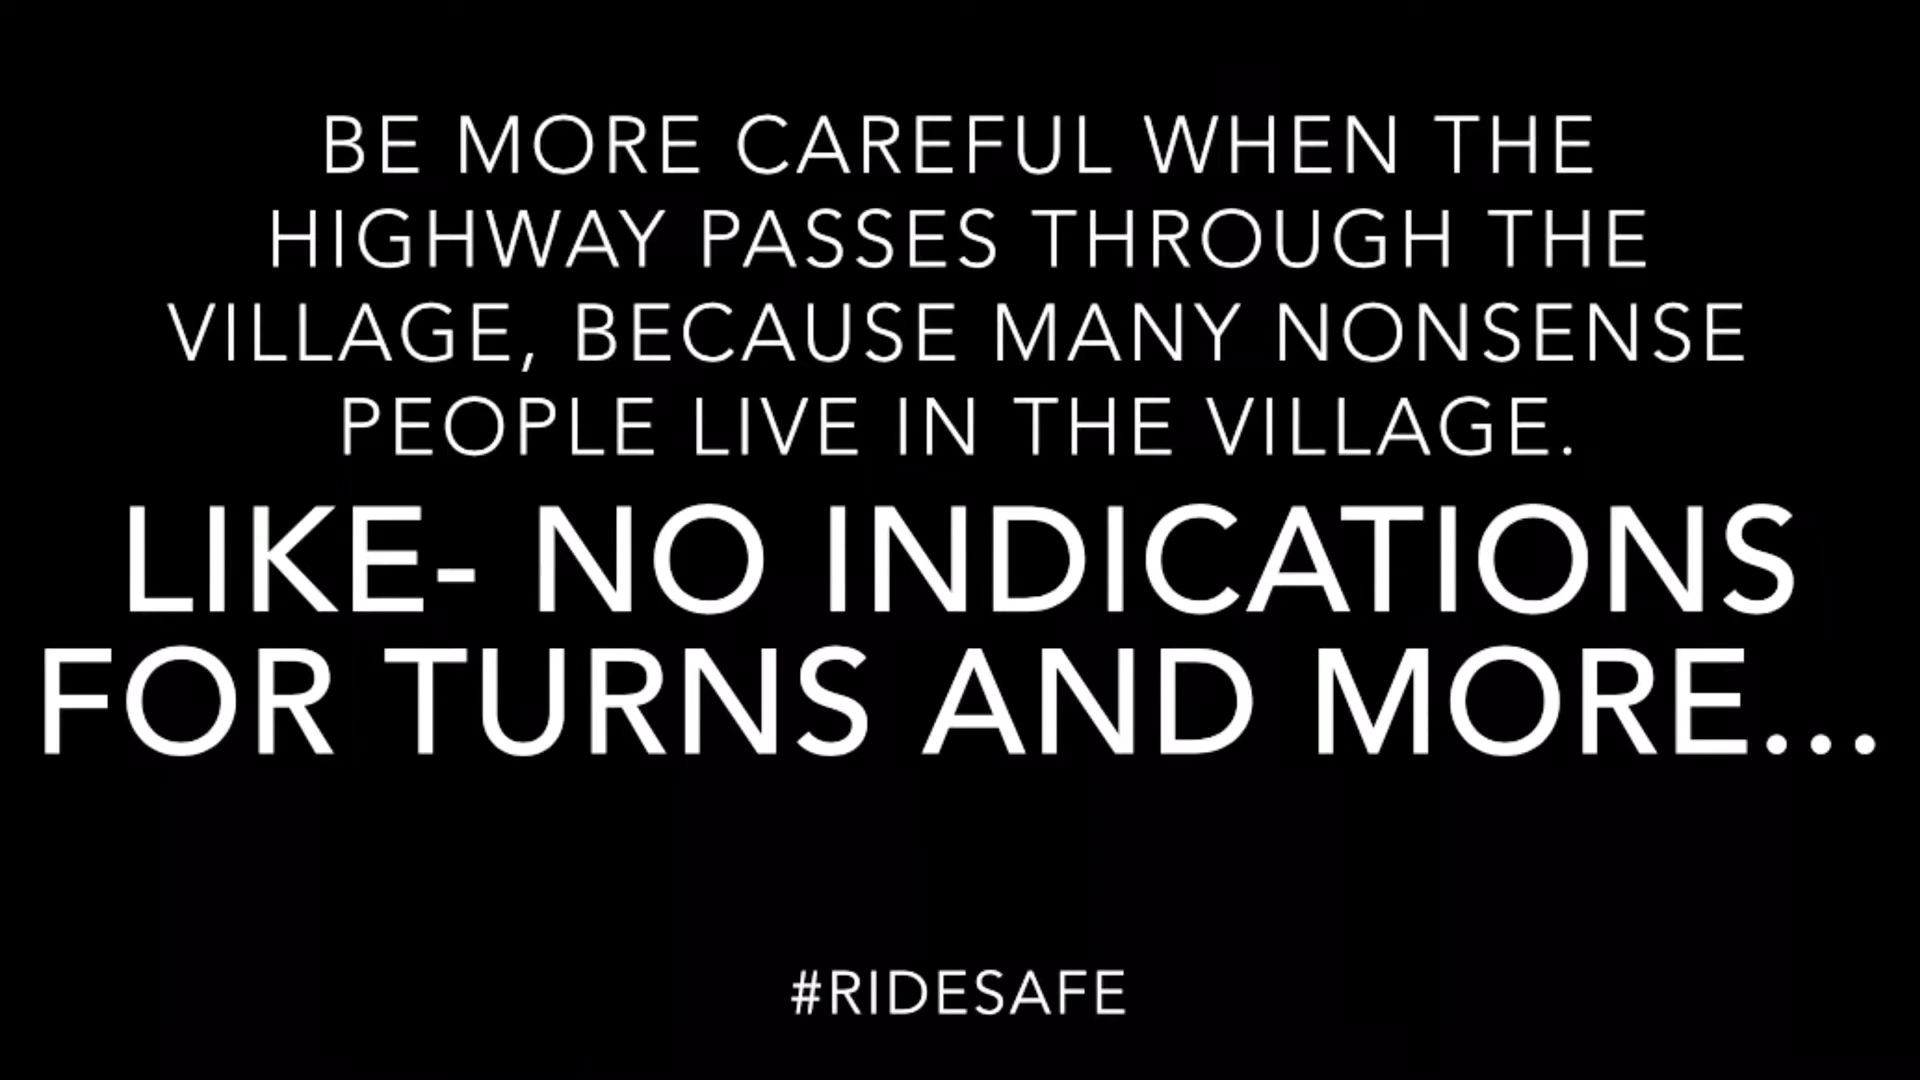 BE MORE CAREFUL WHEN THE
HIGHWAY PASSES THROUGH THE
VILLAGE, BECAUSE MANY NONSENSE
PEOPLE LIVE IN THE VILLAGE.
LIKE- NO INDICATIONS
FOR TURNS AND MORE...
#RIDESAFE